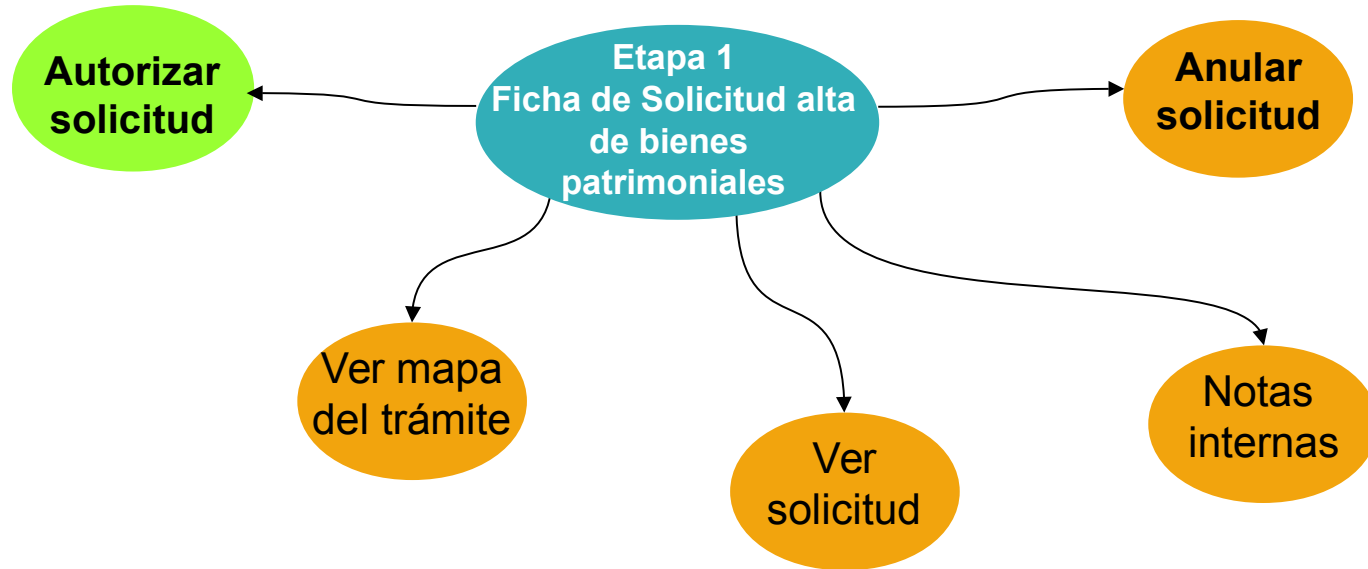 Autorizar
solicitud
Etapa 1
Ficha de Solicitud alta
de bienes
patrimoniales
Anular
solicitud
Ver mapa
del trámite
Ver
solicitud
Notas
internas